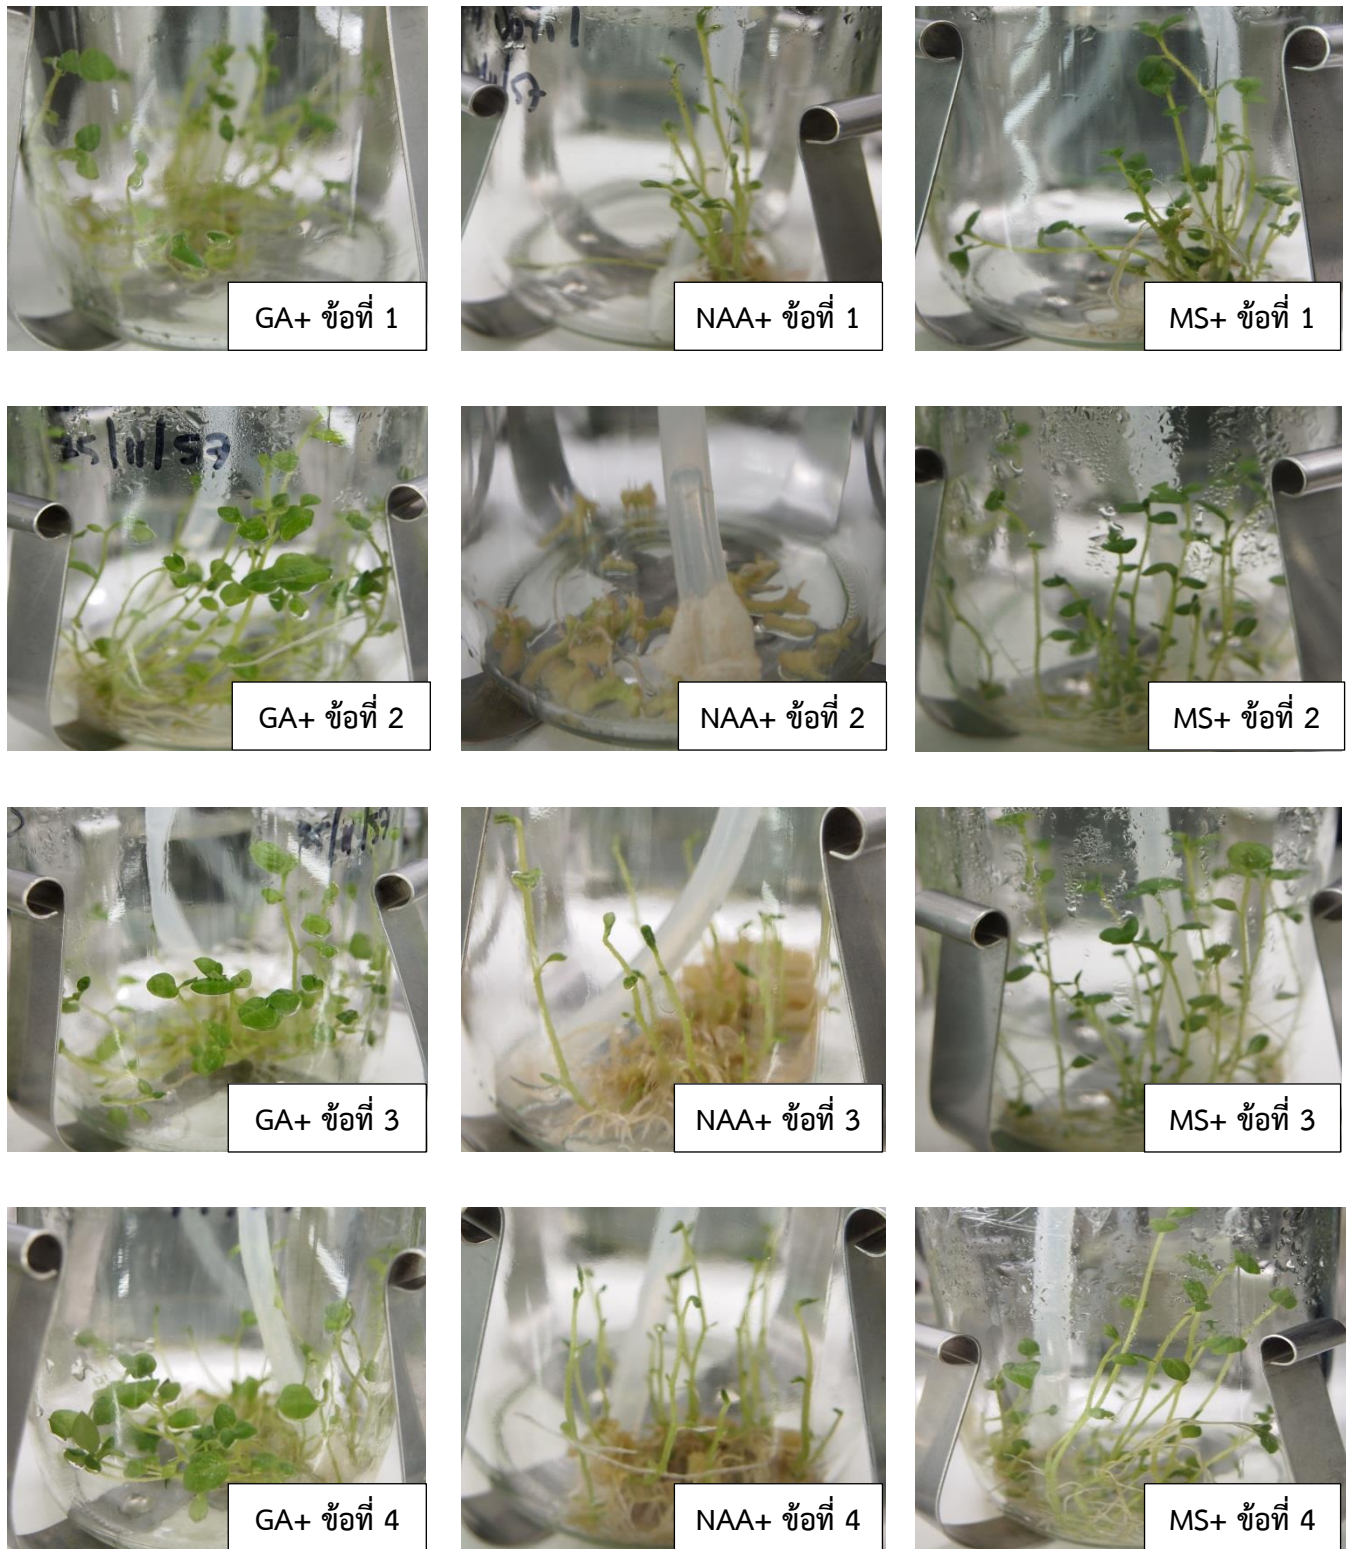 GA+ ข้อที่ 1
NAA+ ข้อที่ 1
MS+ ข้อที่ 1
25/11/57
GA+ ข้อที่ 2
NAA+ ข้อที่ 2
MS+ ข้อที่ 2
GA+ ข้อที่ 3
NAA+ ข้อที่ 3
MS+ ข้อที่ 3
GA+ ข้อที่ 4
NAA+ ข้อที่ 4
MS+ ข้อที่ 4